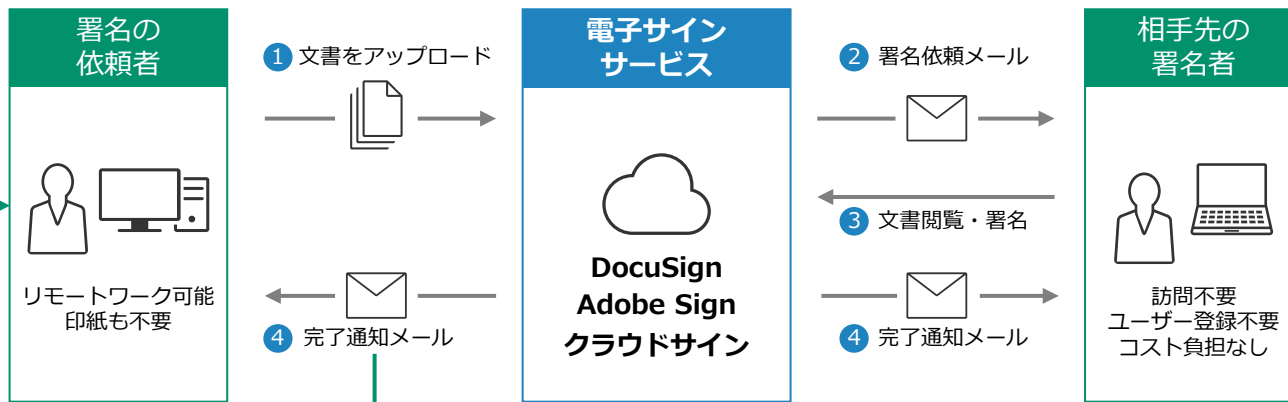 署名の
依頼者
リモートワーク可能
印紙も不要
1 文書をアップロード
4 完了通知メール
電子サイン
サービス
DocuSign
Adobe Sign
クラウドサイン
2 署名依頼メール
3 文書閲覧・署名
4 完了通知メール
相手先の
署名者
訪問不要
ユーザー登録不要
コスト負担なし